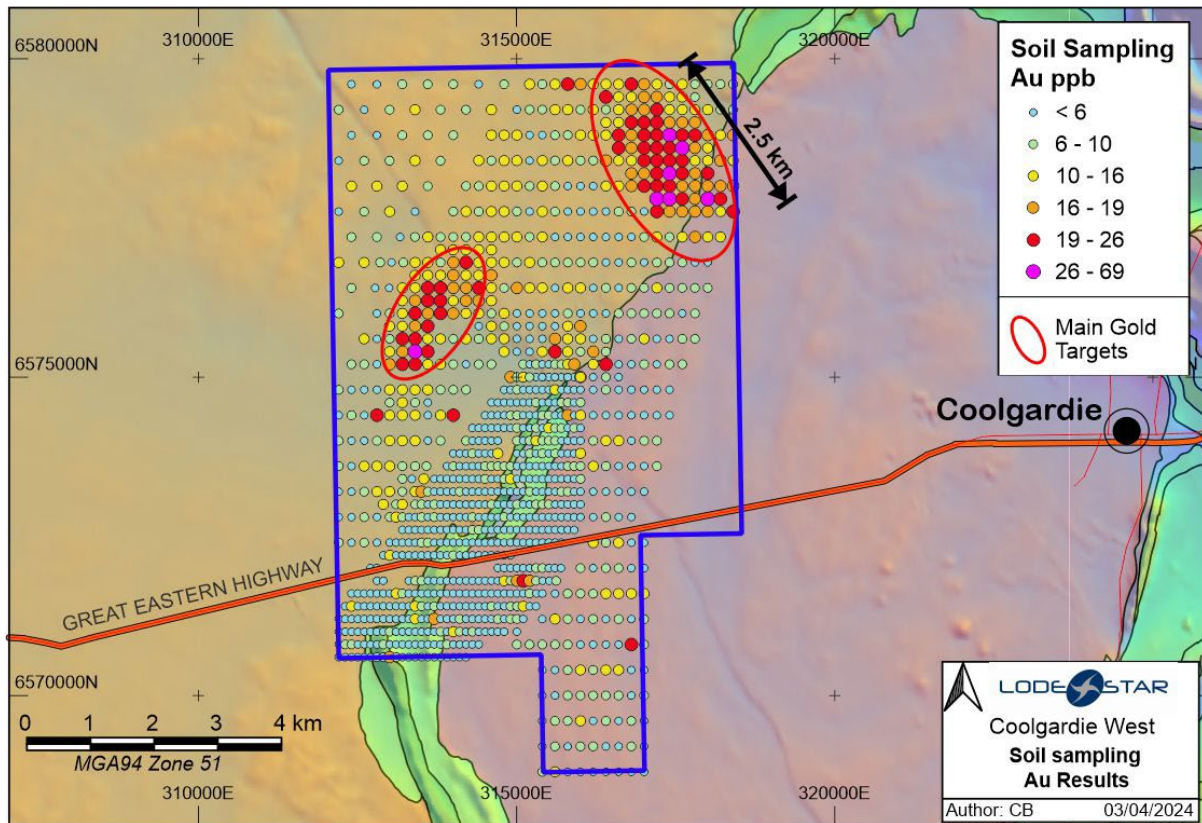 310000E
315000E
320000E
6580000N
Soil Sampling
Au ppb
< 6
6 - 10
10 - 16
16 - 19
19 - 26
26 - 69
Main Gold
Targets
2.5 km
6575000N
Coolgardie
GREAT EASTERN HIGHWAY
6570000N
0 1 2 3 4 km
MGA94 Zone 51
310000E
315000E
320000E
LODE STAR
Coolgardie West
Soil sampling
Au Results
Author: CB 03/04/2024